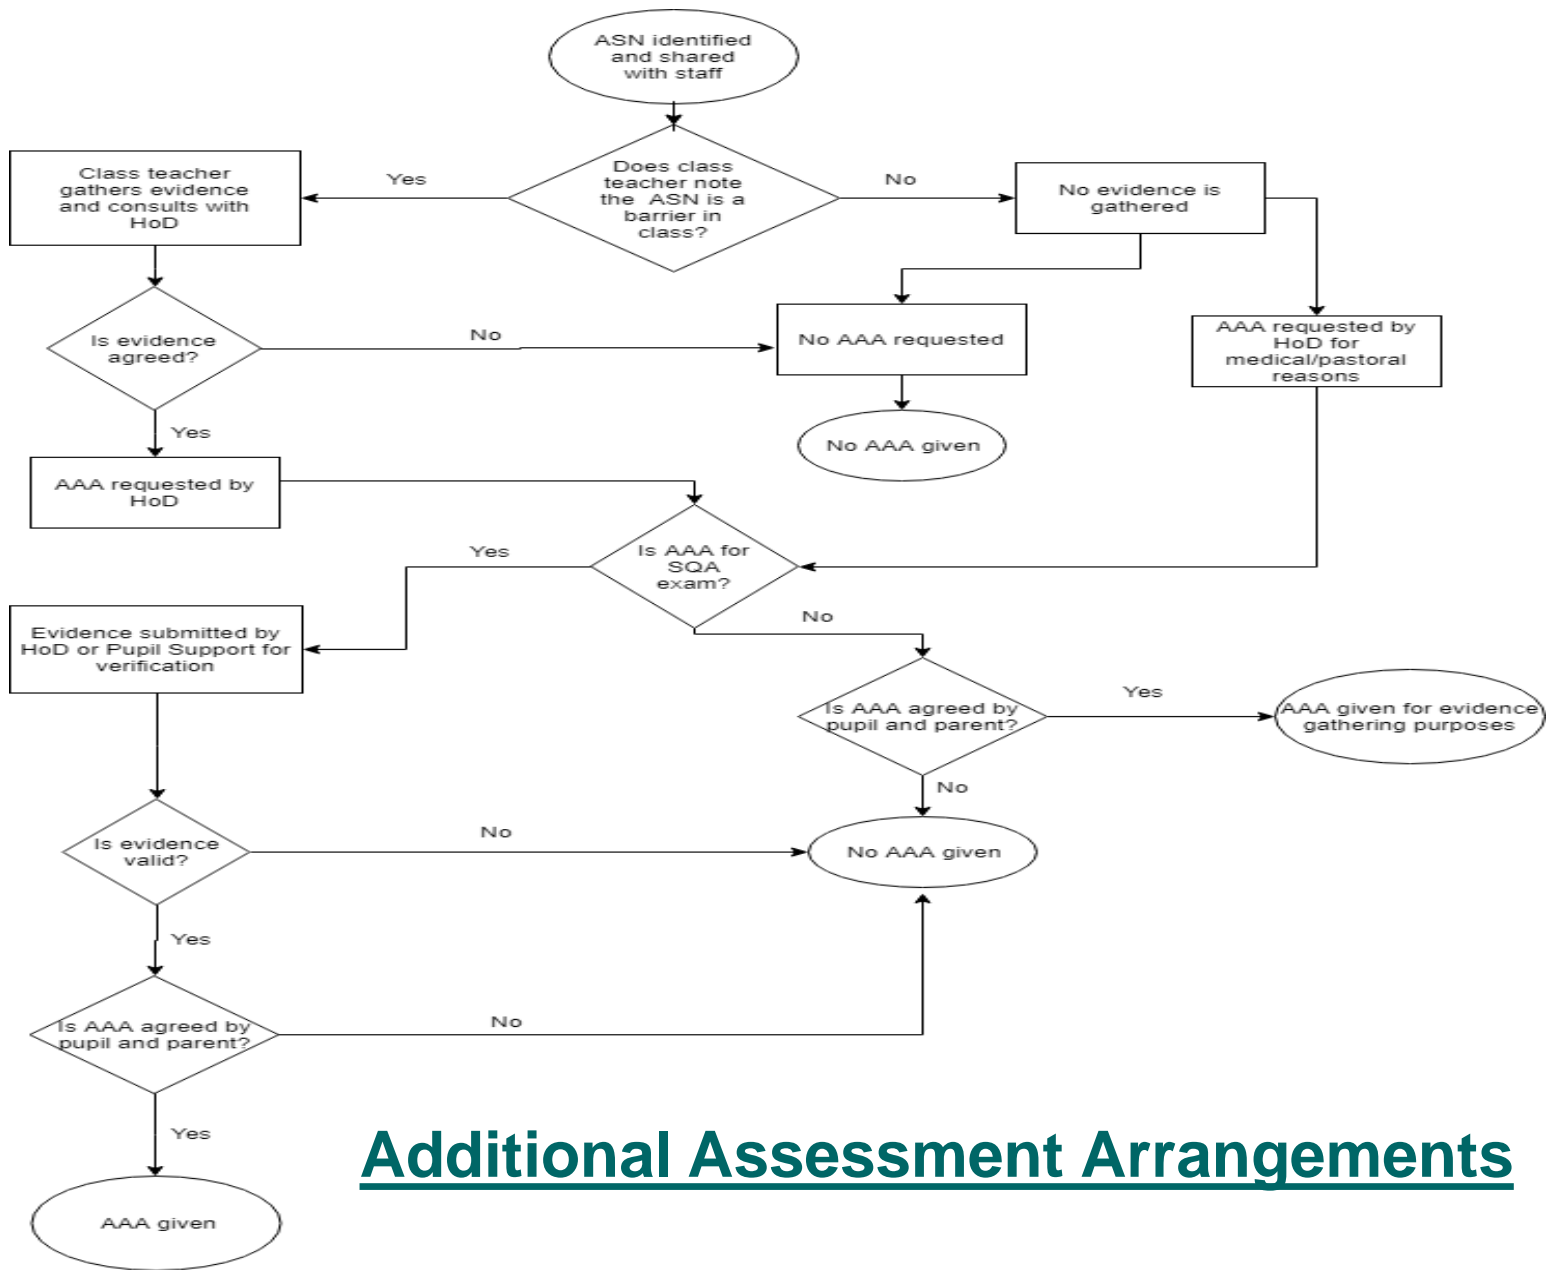 ASN identified
and shared
with staff
Does class
teacher note
the ASN is a
barrier in
class?
Yes
No
Class teacher
gathers evidence
and consults with
HoD
No evidence is
gathered
Is evidence
agreed?
No
No AAA requested
AAA requested by
HoD for
medical/pastoral
reasons
Yes
No AAA given
AAA requested by
HoD
Is AAA for
SQA
exam?
Yes
No
Evidence submitted by
HoD or Pupil Support for
verification
Is AAA agreed by
pupil and parent?
Yes
AAA given for evidence
gathering purposes
No
Is evidence
valid?
No
No AAA given
Yes
Is AAA agreed by
pupil and parent?
No
Yes
AAA given
Additional Assessment Arrangements